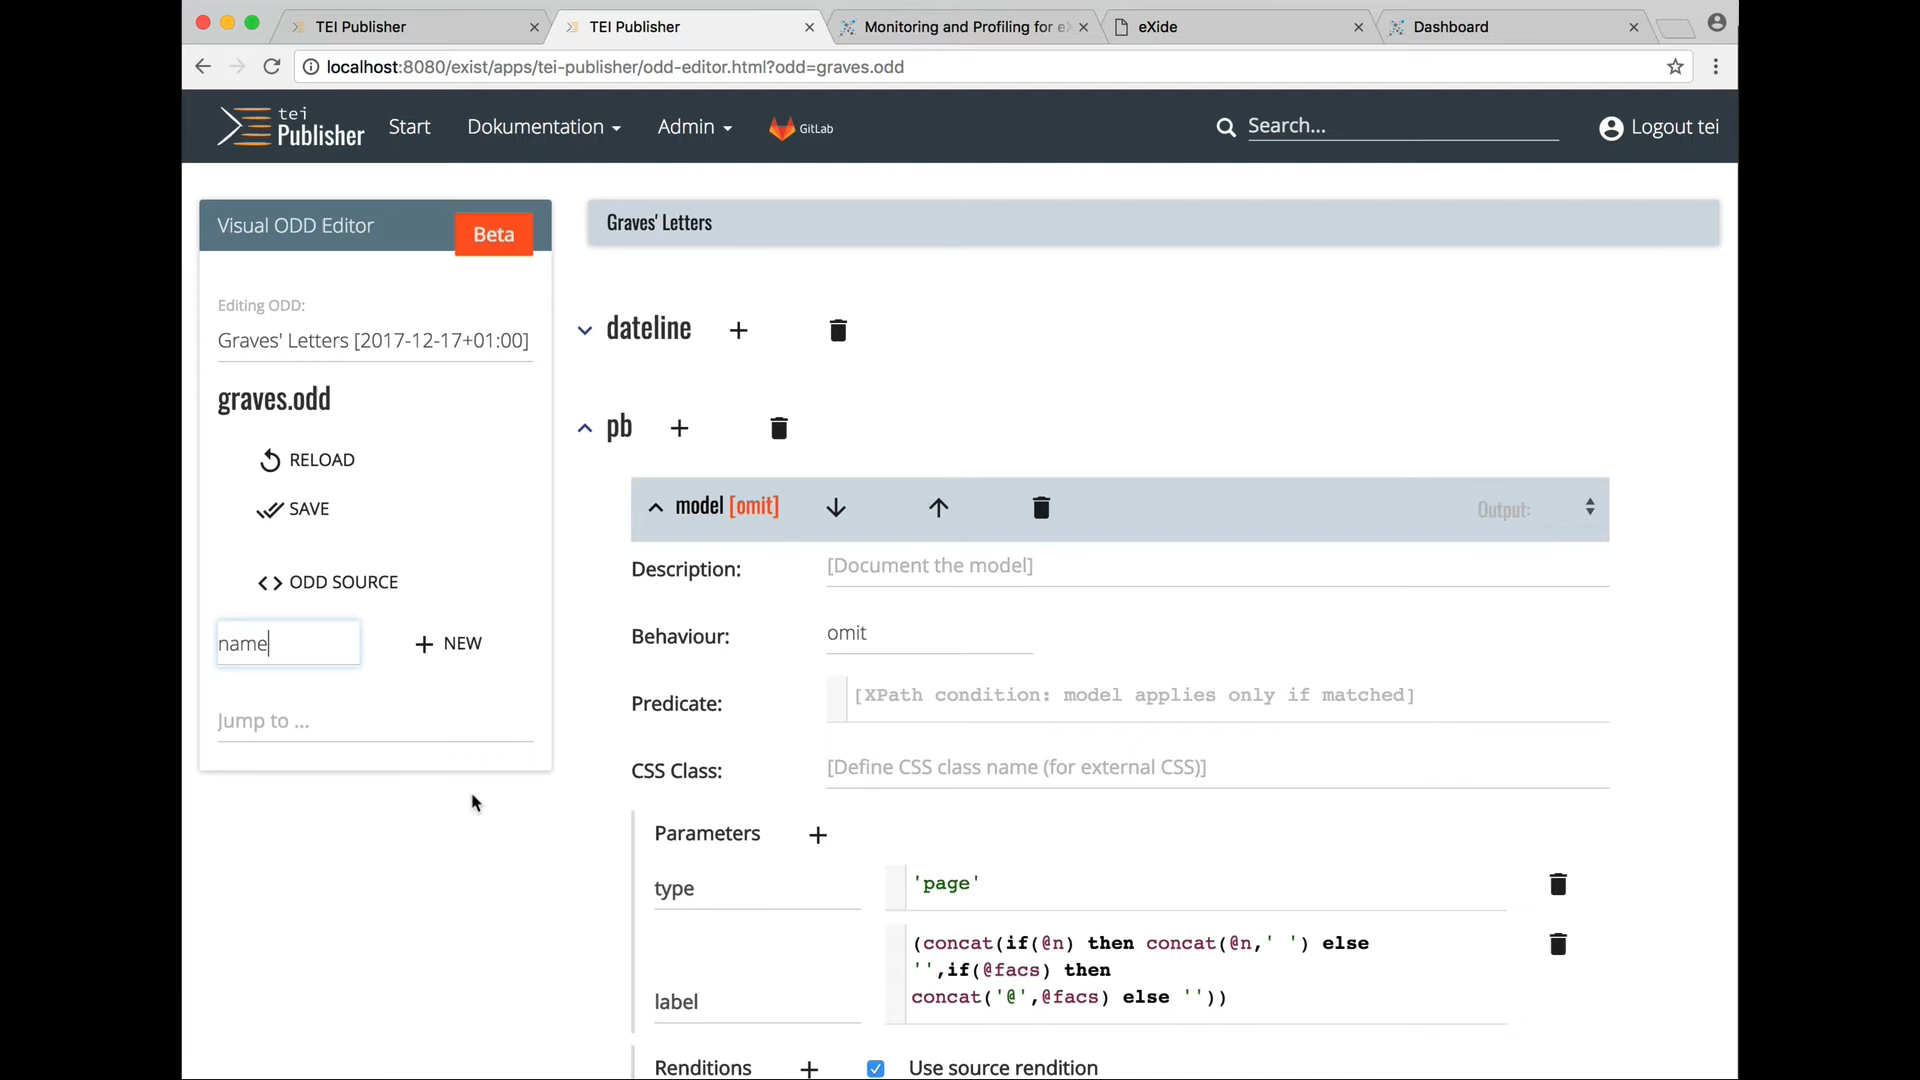 TEI Publisher
TEI Publisher
Monitoring and Profiling for eX
eXide
Dashboard
localhost:8080/exist/apps/tei-publisher/odd-editor.html?odd=graves.odd
tei
Publisher
Start
Dokumentation
Admin
GitLab
Search...
Logout tei
Visual ODD Editor
Beta
Editing ODD:
Graves' Letters [2017-12-17+01:00]
graves.odd
RELOAD
SAVE
ODD SOURCE
name
NEW
Jump to ...
Graves' Letters
dateline
pb
model [omit]
Output:
Description:
[Document the model]
Behaviour:
omit
Predicate:
[XPath condition: model applies only if matched]
CSS Class:
[Define CSS class name (for external CSS)]
Parameters
type
'page'
label
(concat(if(@n) then concat(@n,' ') else
'',if(@facs) then
concat('@',@facs) else ''))
Renditions
Use source rendition